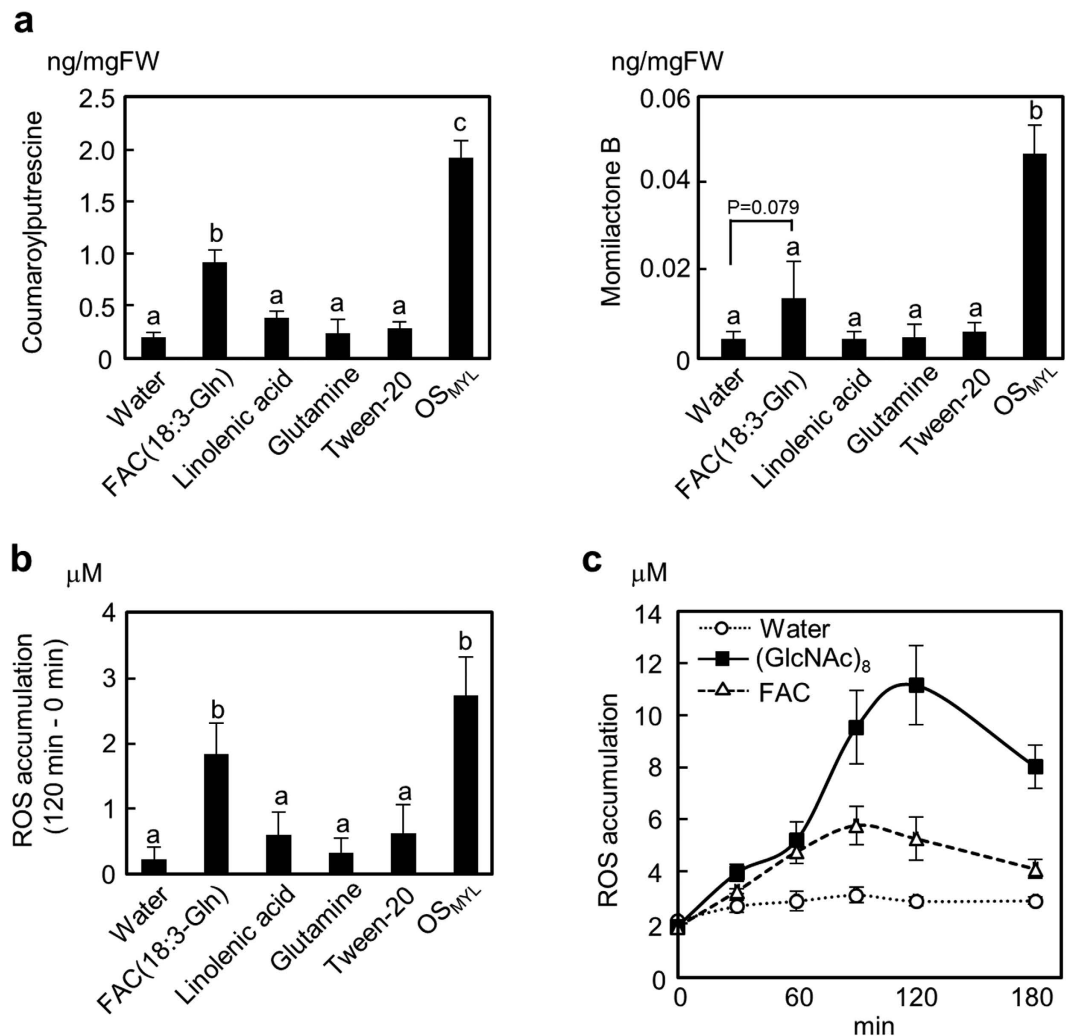 a
ng/mgFW
Coumaroylputrescine
2.5
2.0
1.5
1.0
0.5
0
a
b
a
a
a
c
Water
FAC(18:3-Gln)
Linolenic acid
Glutamine
Tween-20
OSMYL
ng/mgFW
Momilactone B
0.06
0.04
0.02
0
P=0.079
a
a
a
a
a
b
Water
FAC(18:3-Gln)
Linolenic acid
Glutamine
Tween-20
OSMYL
b
μM
ROS accumulation
(120 min - 0 min)
4
3
2
1
0
a
b
a
a
a
b
Water
FAC(18:3-Gln)
Linolenic acid
Glutamine
Tween-20
OSMYL
c
μM
ROS accumulation
14
12
10
8
6
4
2
0
Water
(GlcNAc)8
FAC
0 60 120 180
min